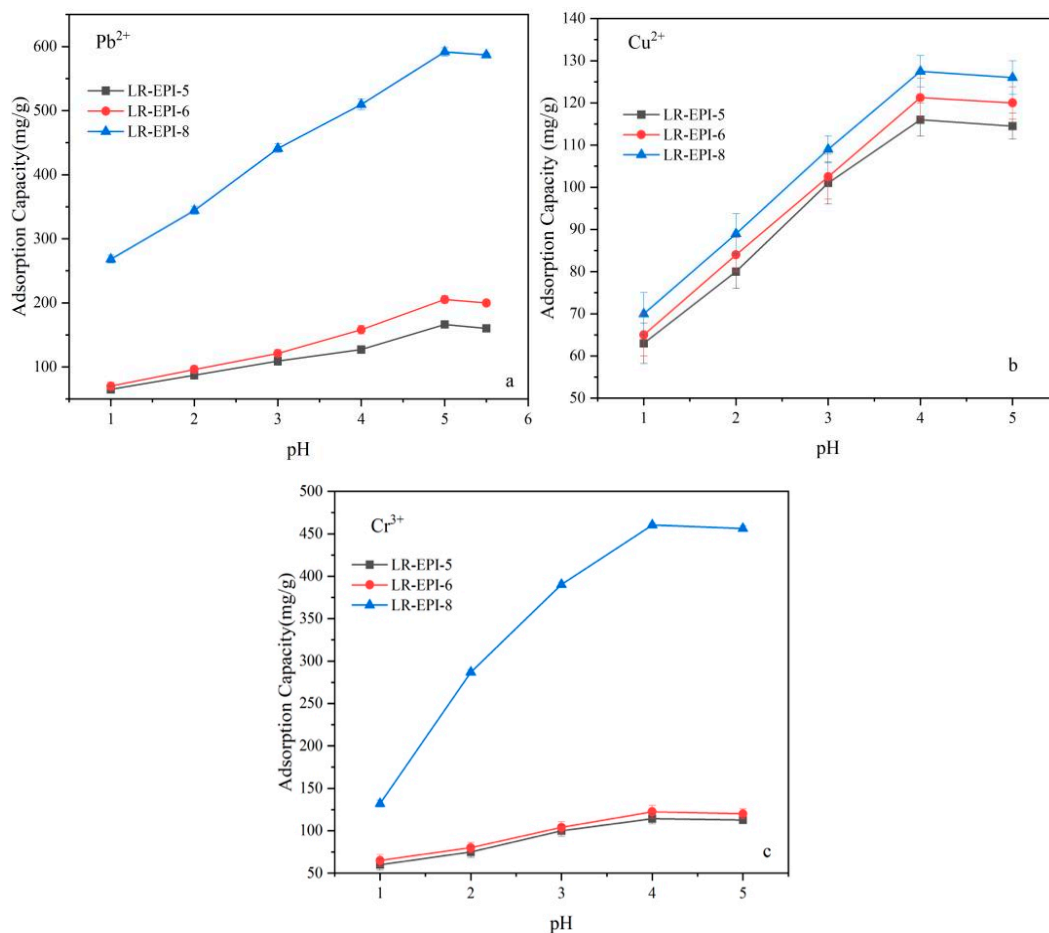 Pb²⁺
LR-EPI-5
LR-EPI-6
LR-EPI-8
Adsorption Capacity(mg/g)
600
500
400
300
200
100
1 2 3 4 5 6
pH
a
Cu²⁺
LR-EPI-5
LR-EPI-6
LR-EPI-8
Adsorption Capacity (mg/g)
140
130
120
110
100
90
80
70
60
50
1 2 3 4 5
pH
b
Cr³⁺
LR-EPI-5
LR-EPI-6
LR-EPI-8
Adsorption Capacity(mg/g)
500
450
400
350
300
250
200
150
100
50
1 2 3 4 5
pH
c